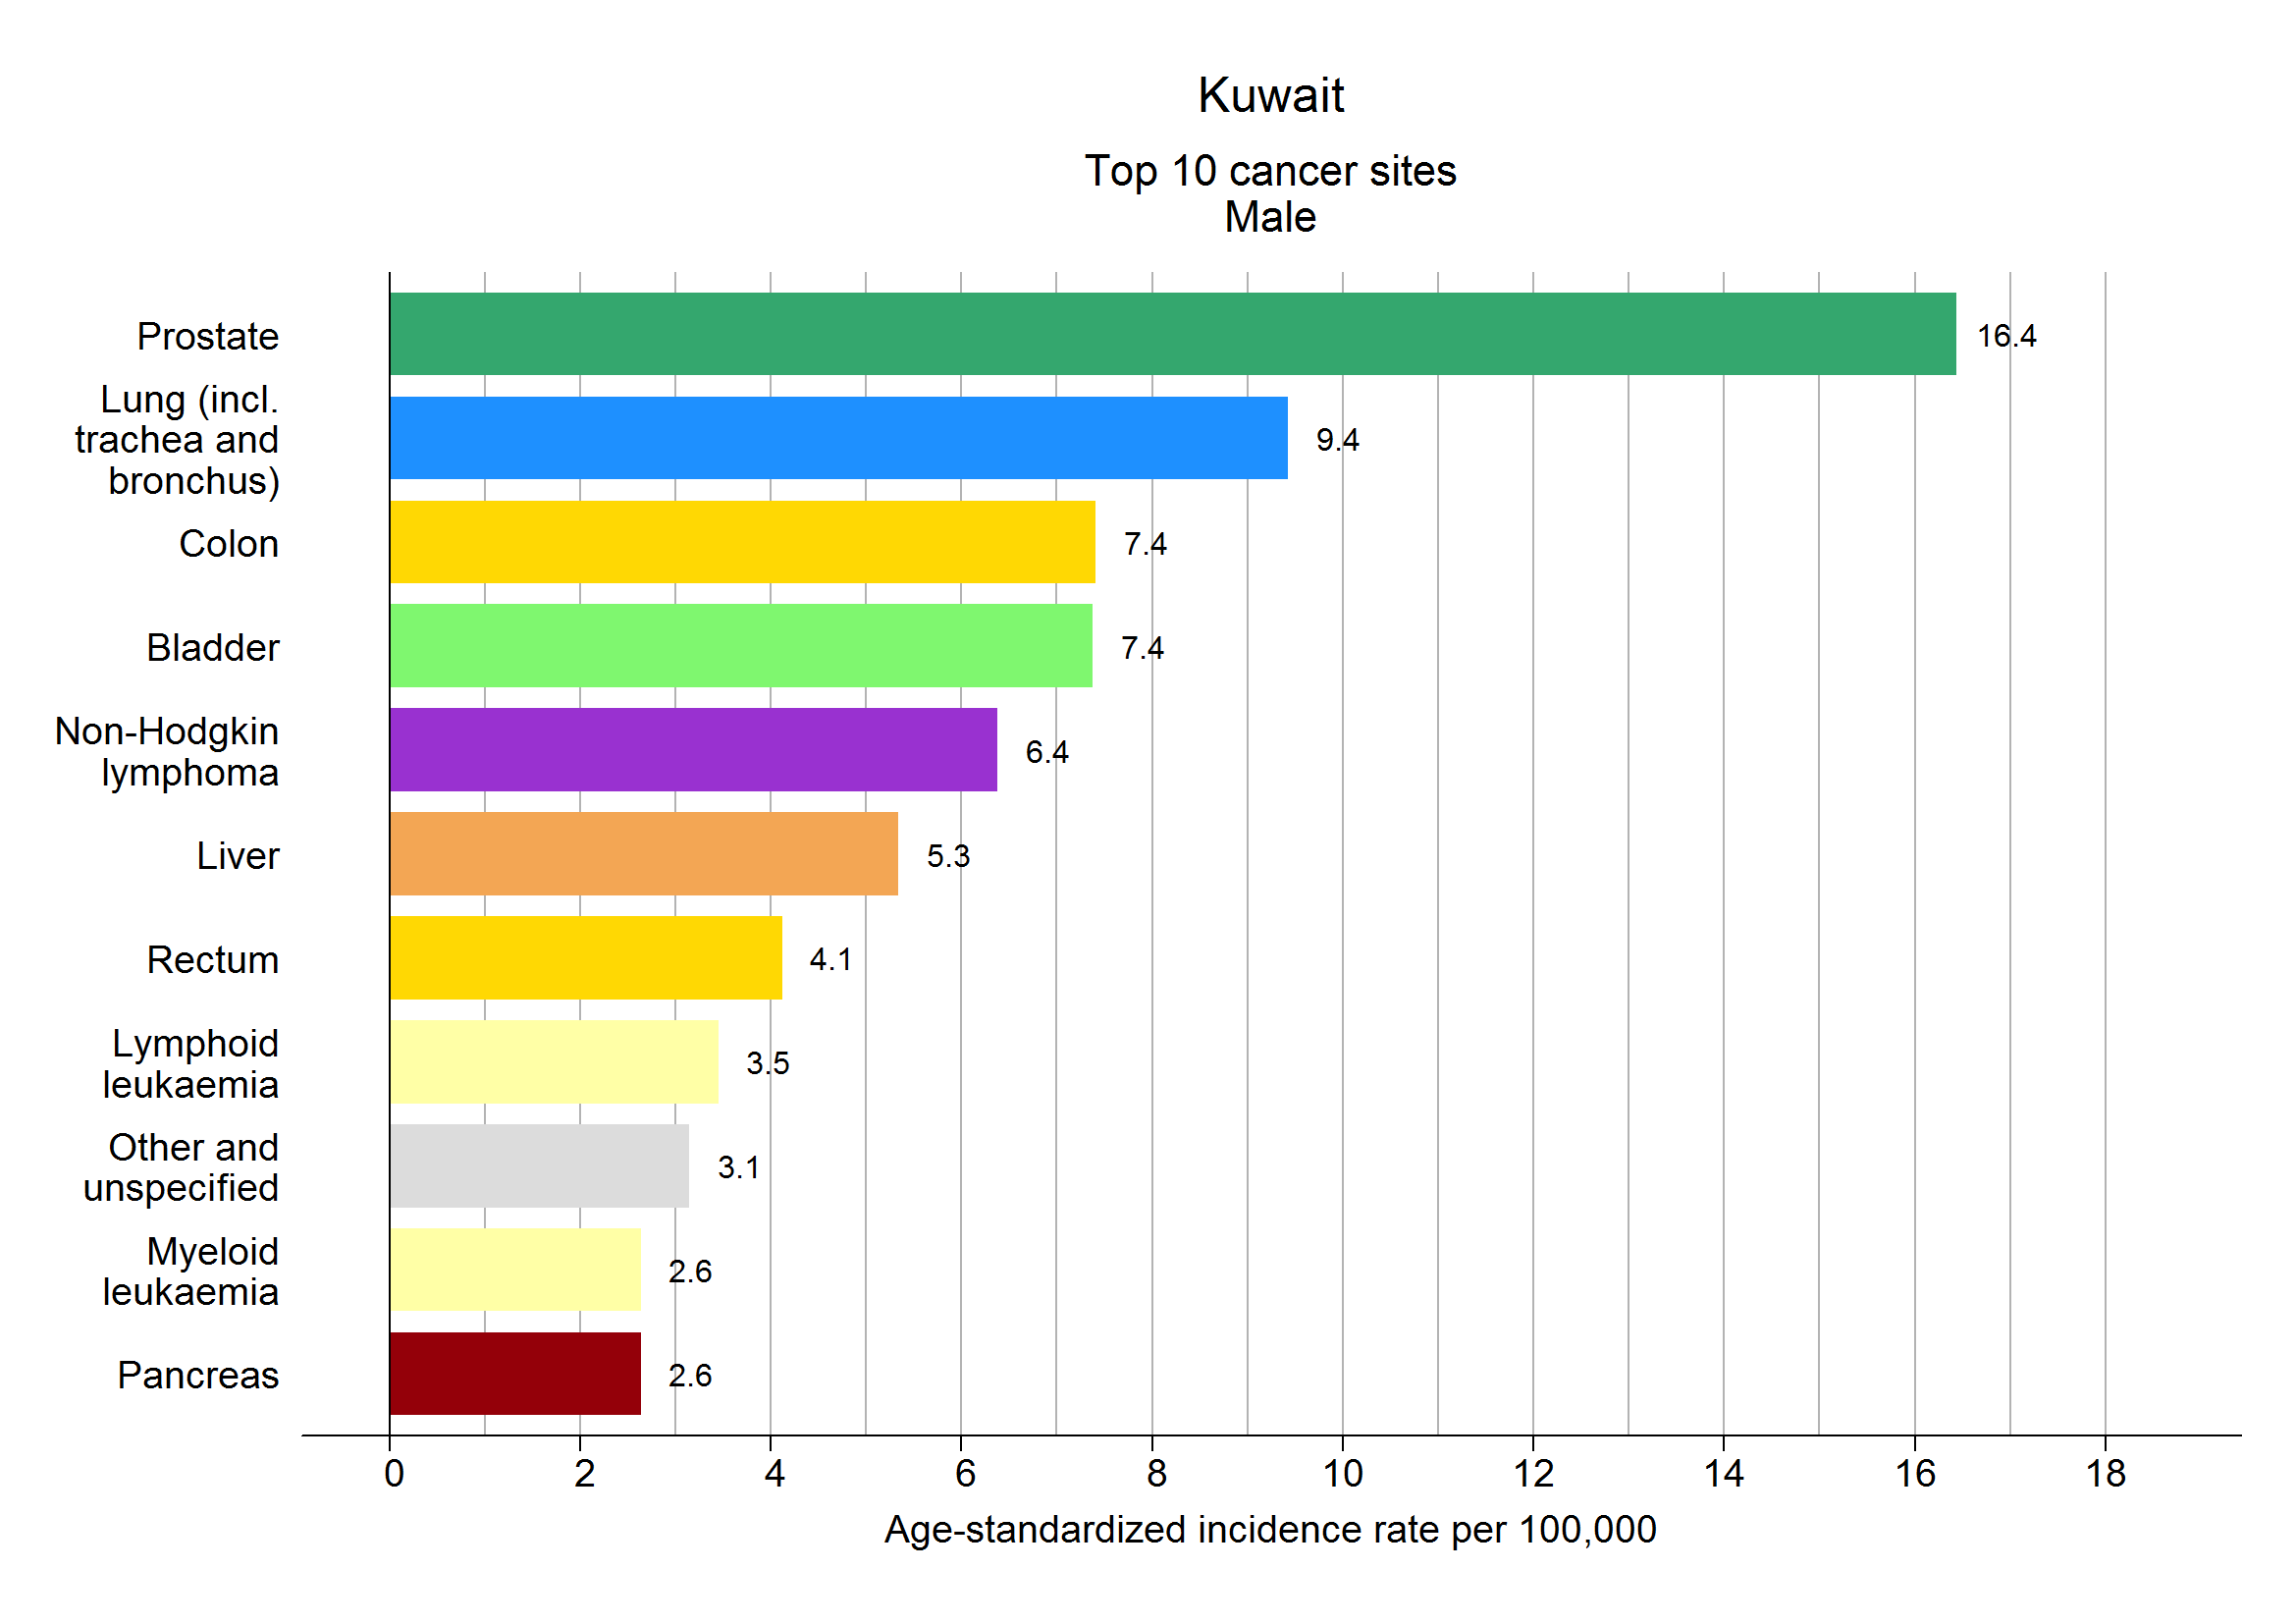 Kuwait
Top 10 cancer sites
Male
Prostate
16.4
Lung (incl.
trachea and
bronchus)
9.4
Colon
7.4
Bladder
7.4
Non-Hodgkin
lymphoma
6.4
Liver
5.3
Rectum
4.1
Lymphoid
leukaemia
3.5
Other and
unspecified
3.1
Myeloid
leukaemia
2.6
Pancreas
2.6
0 2 4 6 8 10 12 14 16 18
Age-standardized incidence rate per 100,000